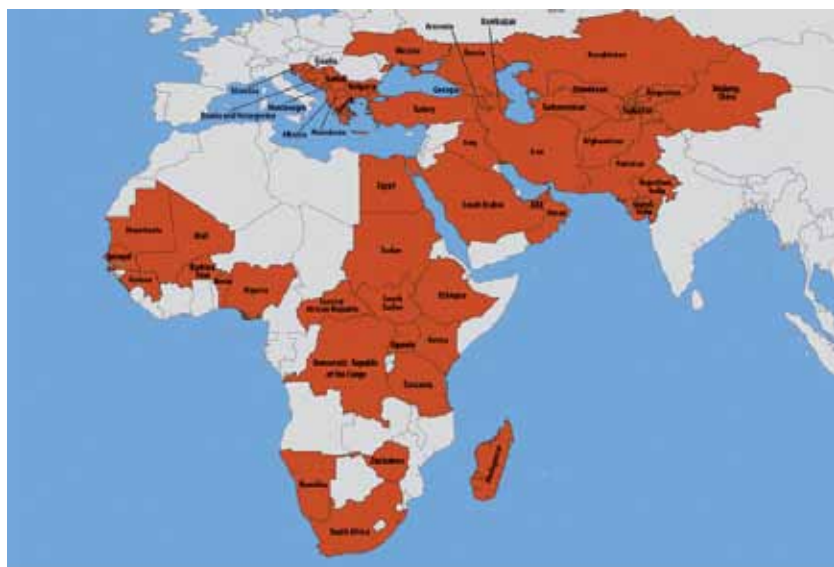 Armenia
Azerbaijan
Ukraine
Russia
Kazakhstan
Croatia
Serbia
Bulgaria
Slovenia
Montenegro
Bosnia and Herzegovina
Albania
Macedonia
Georgia
Turkey
Uzbekistan
Turkmenistan
Kyrgyzstan
Tajikistan
Xinjiang,
China
Iraq
Iran
Afghanistan
Pakistan
Rajasthan,
India
Gujarat,
India
Egypt
Saudi Arabia
UAE
Oman
Mauritania
Mali
Sudan
Senegal
Guinea
Burkina
Faso
Benin
Nigeria
Central
African Republic
South
Sudan
Ethiopia
Uganda
Kenya
Democratic Republic
of the Congo
Tanzania
Zimbabwe
Madagascar
Namibia
South Africa